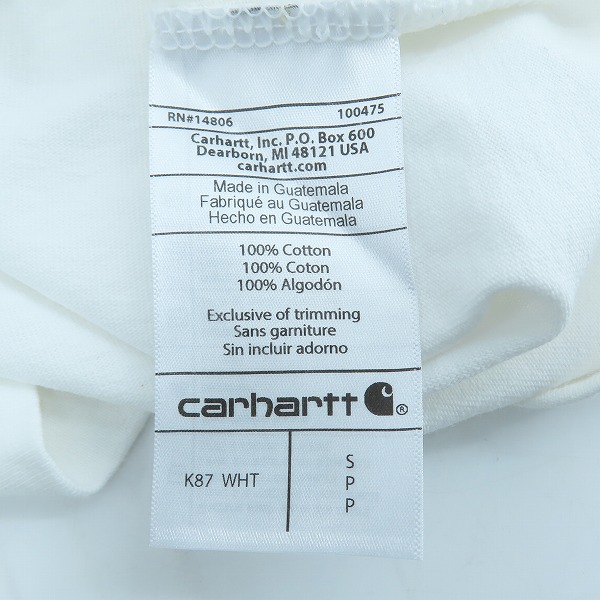 RN#14806 100475
Carhartt, Inc. P.O. Box 600
Dearborn, MI 48121 USA
carhartt.com
Made in Guatemala
Fabriqué au Guatemala
Hecho en Guatemala
100% Cotton
100% Coton
100% Algodón
Exclusive of trimming
Sans garniture
Sin incluir adorno
carhartt ®
K87 WHT
S
P
P